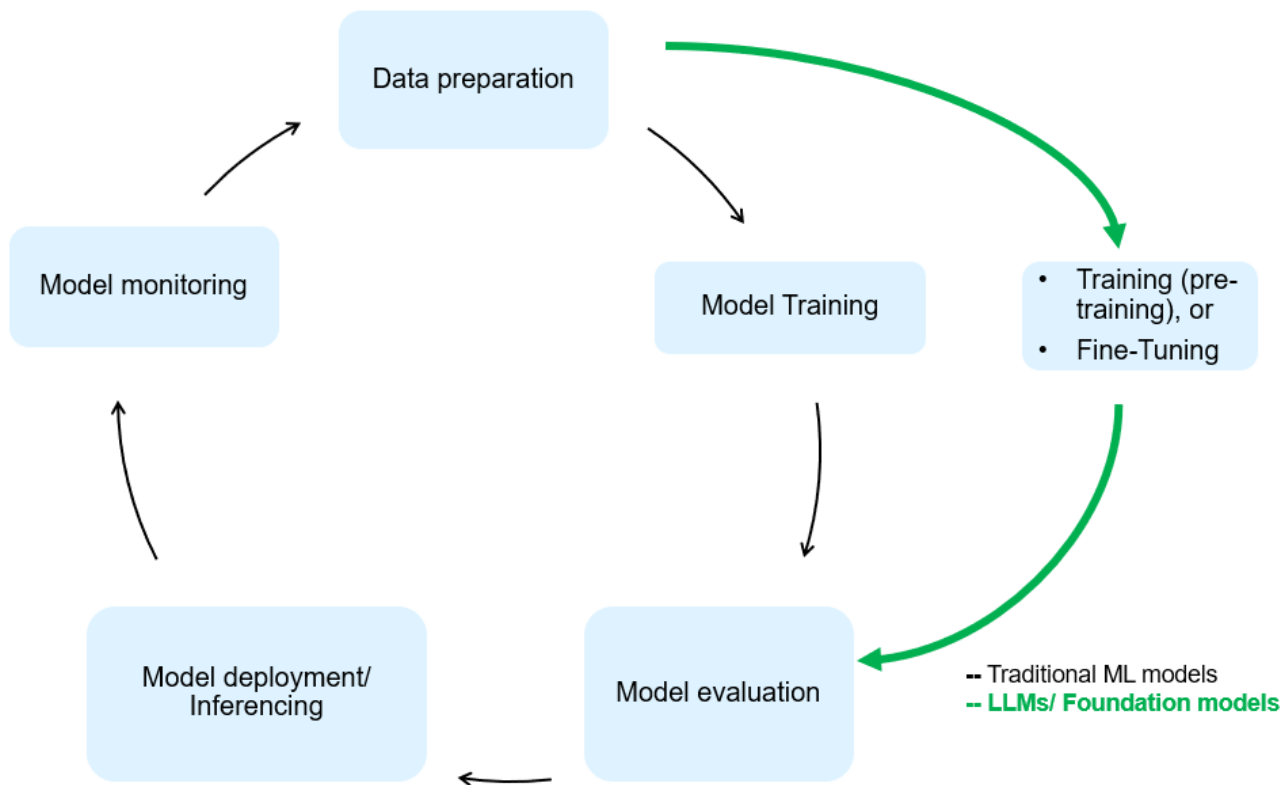 Data preparation
Model monitoring
Model Training
• Training (pre-
training), or
• Fine-Tuning
Model deployment/
Inferencing
Model evaluation
-- Traditional ML models
-- LLMs/ Foundation models